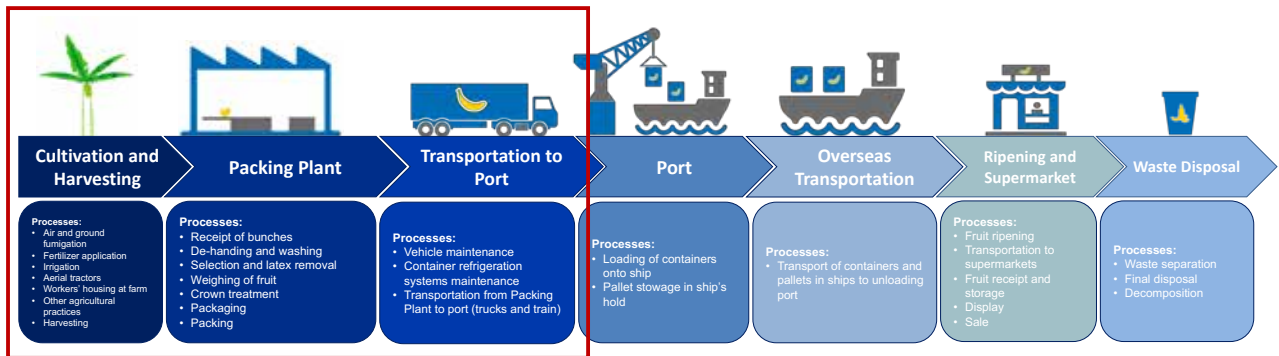 Cultivation and
Harvesting
Packing Plant
Transportation to
Port
Port
Overseas
Transportation
Ripening and
Supermarket
Waste Disposal
Processes:
• Air and ground
fumigation
• Fertilizer application
• Irrigation
• Aerial tractors
• Workers' housing at farm
• Other agricultural
practices
• Harvesting
Processes:
• Receipt of bunches
• De-handing and washing
• Selection and latex removal
• Weighing of fruit
• Crown treatment
• Packaging
• Packing
Processes:
• Vehicle maintenance
• Container refrigeration
systems maintenance
• Transportation from Packing
Plant to port (trucks and train)
Processes:
• Loading of containers
onto ship
• Pallet stowage in ship's
hold
Processes:
• Transport of containers and
pallets in ships to unloading
port
Processes:
• Fruit ripening
• Transportation to
supermarkets
• Fruit receipt and
storage
• Display
• Sale
Processes:
• Waste separation
• Final disposal
• Decomposition